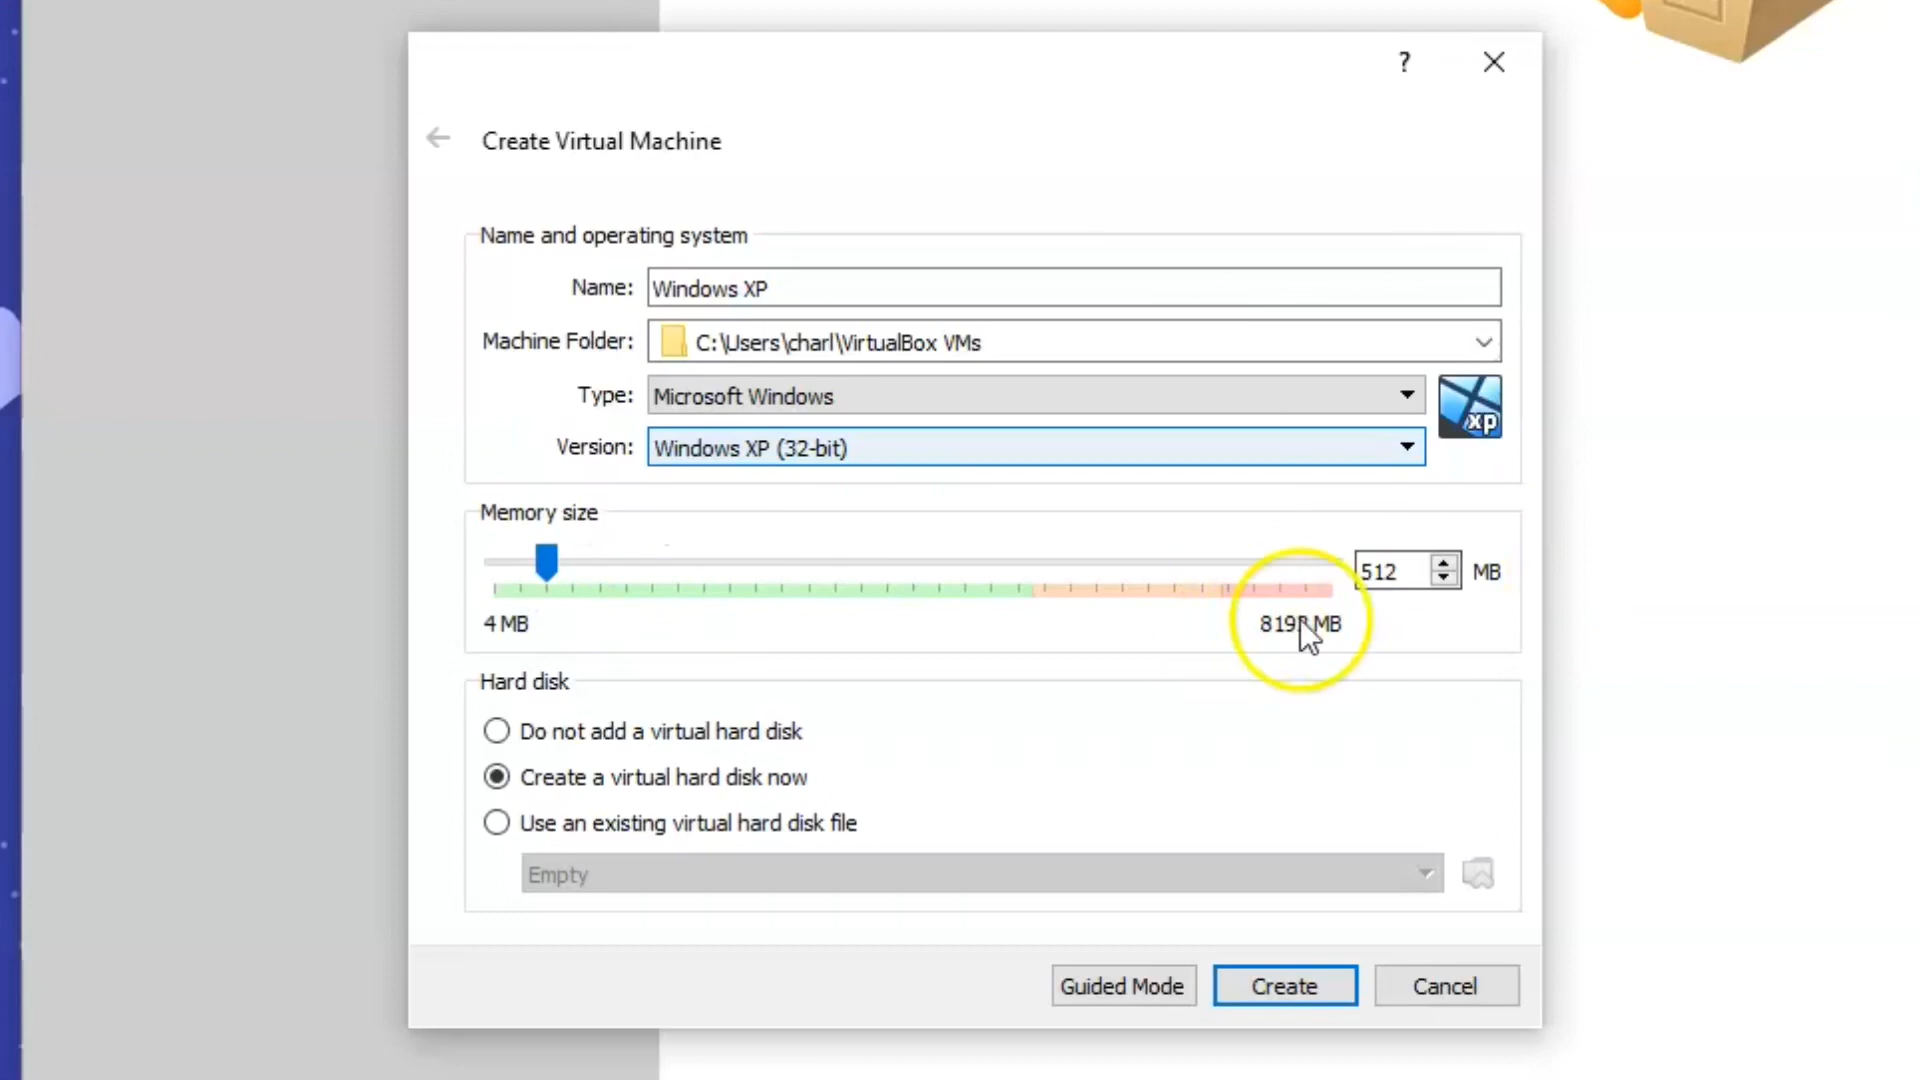 ?
Create Virtual Machine
Name and operating system
Name: Windows XP
Machine Folder: C:\Users\charl\VirtualBox VMs
Type: Microsoft Windows
xp
Version: Windows XP (32-bit)
Memory size
512 MB
4 MB MB
Hard disk
Do not add a virtual hard disk
Create a virtual hard disk now
Use an existing virtual hard disk file
Empty
Guided Mode Create Cancel